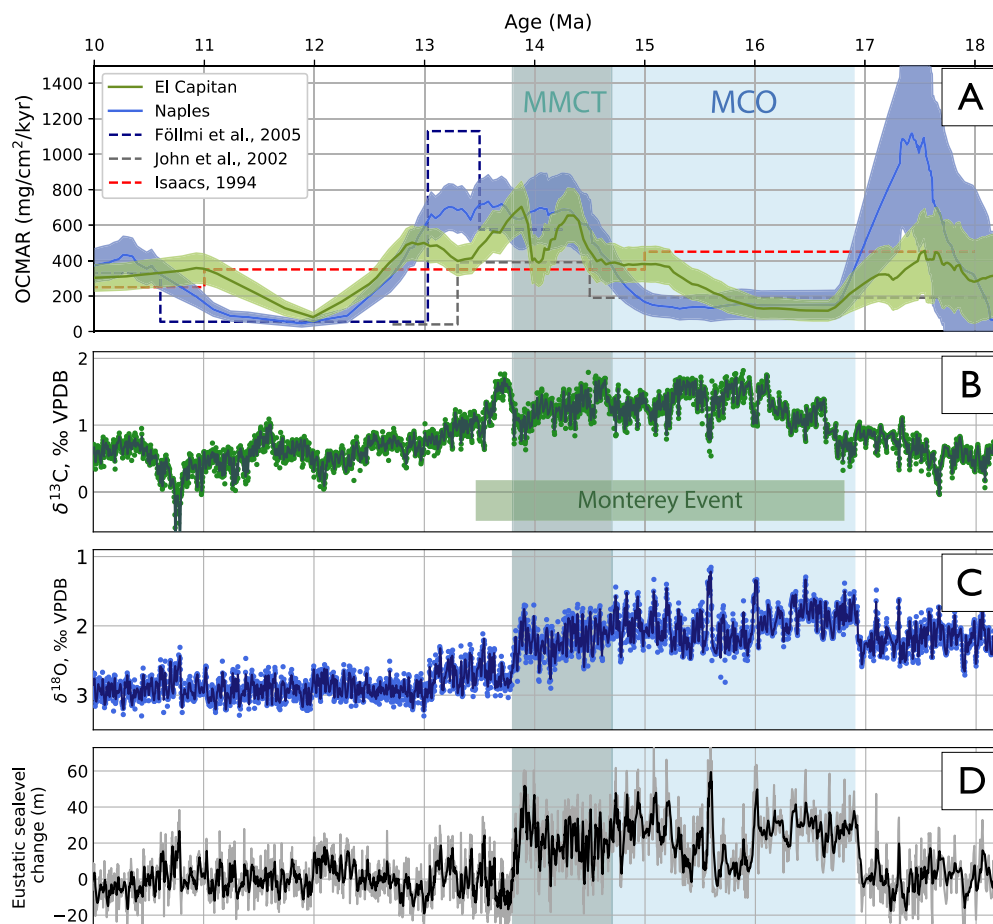 Age (Ma)
10 11 12 13 14 15 16 17 18
OCMAR (mg/cm²/kyr)
1400
1200
1000
800
600
400
200
0
El Capitan
Naples
Föllmi et al., 2005
John et al., 2002
Isaacs, 1994
MMCT
MCO
A
δ¹³C, ‰ VPDB
2
1
0
B
Monterey Event
δ¹⁸O, ‰ VPDB
1
2
3
C
Eustatic sealevel
change (m)
60
40
20
0
−20
D